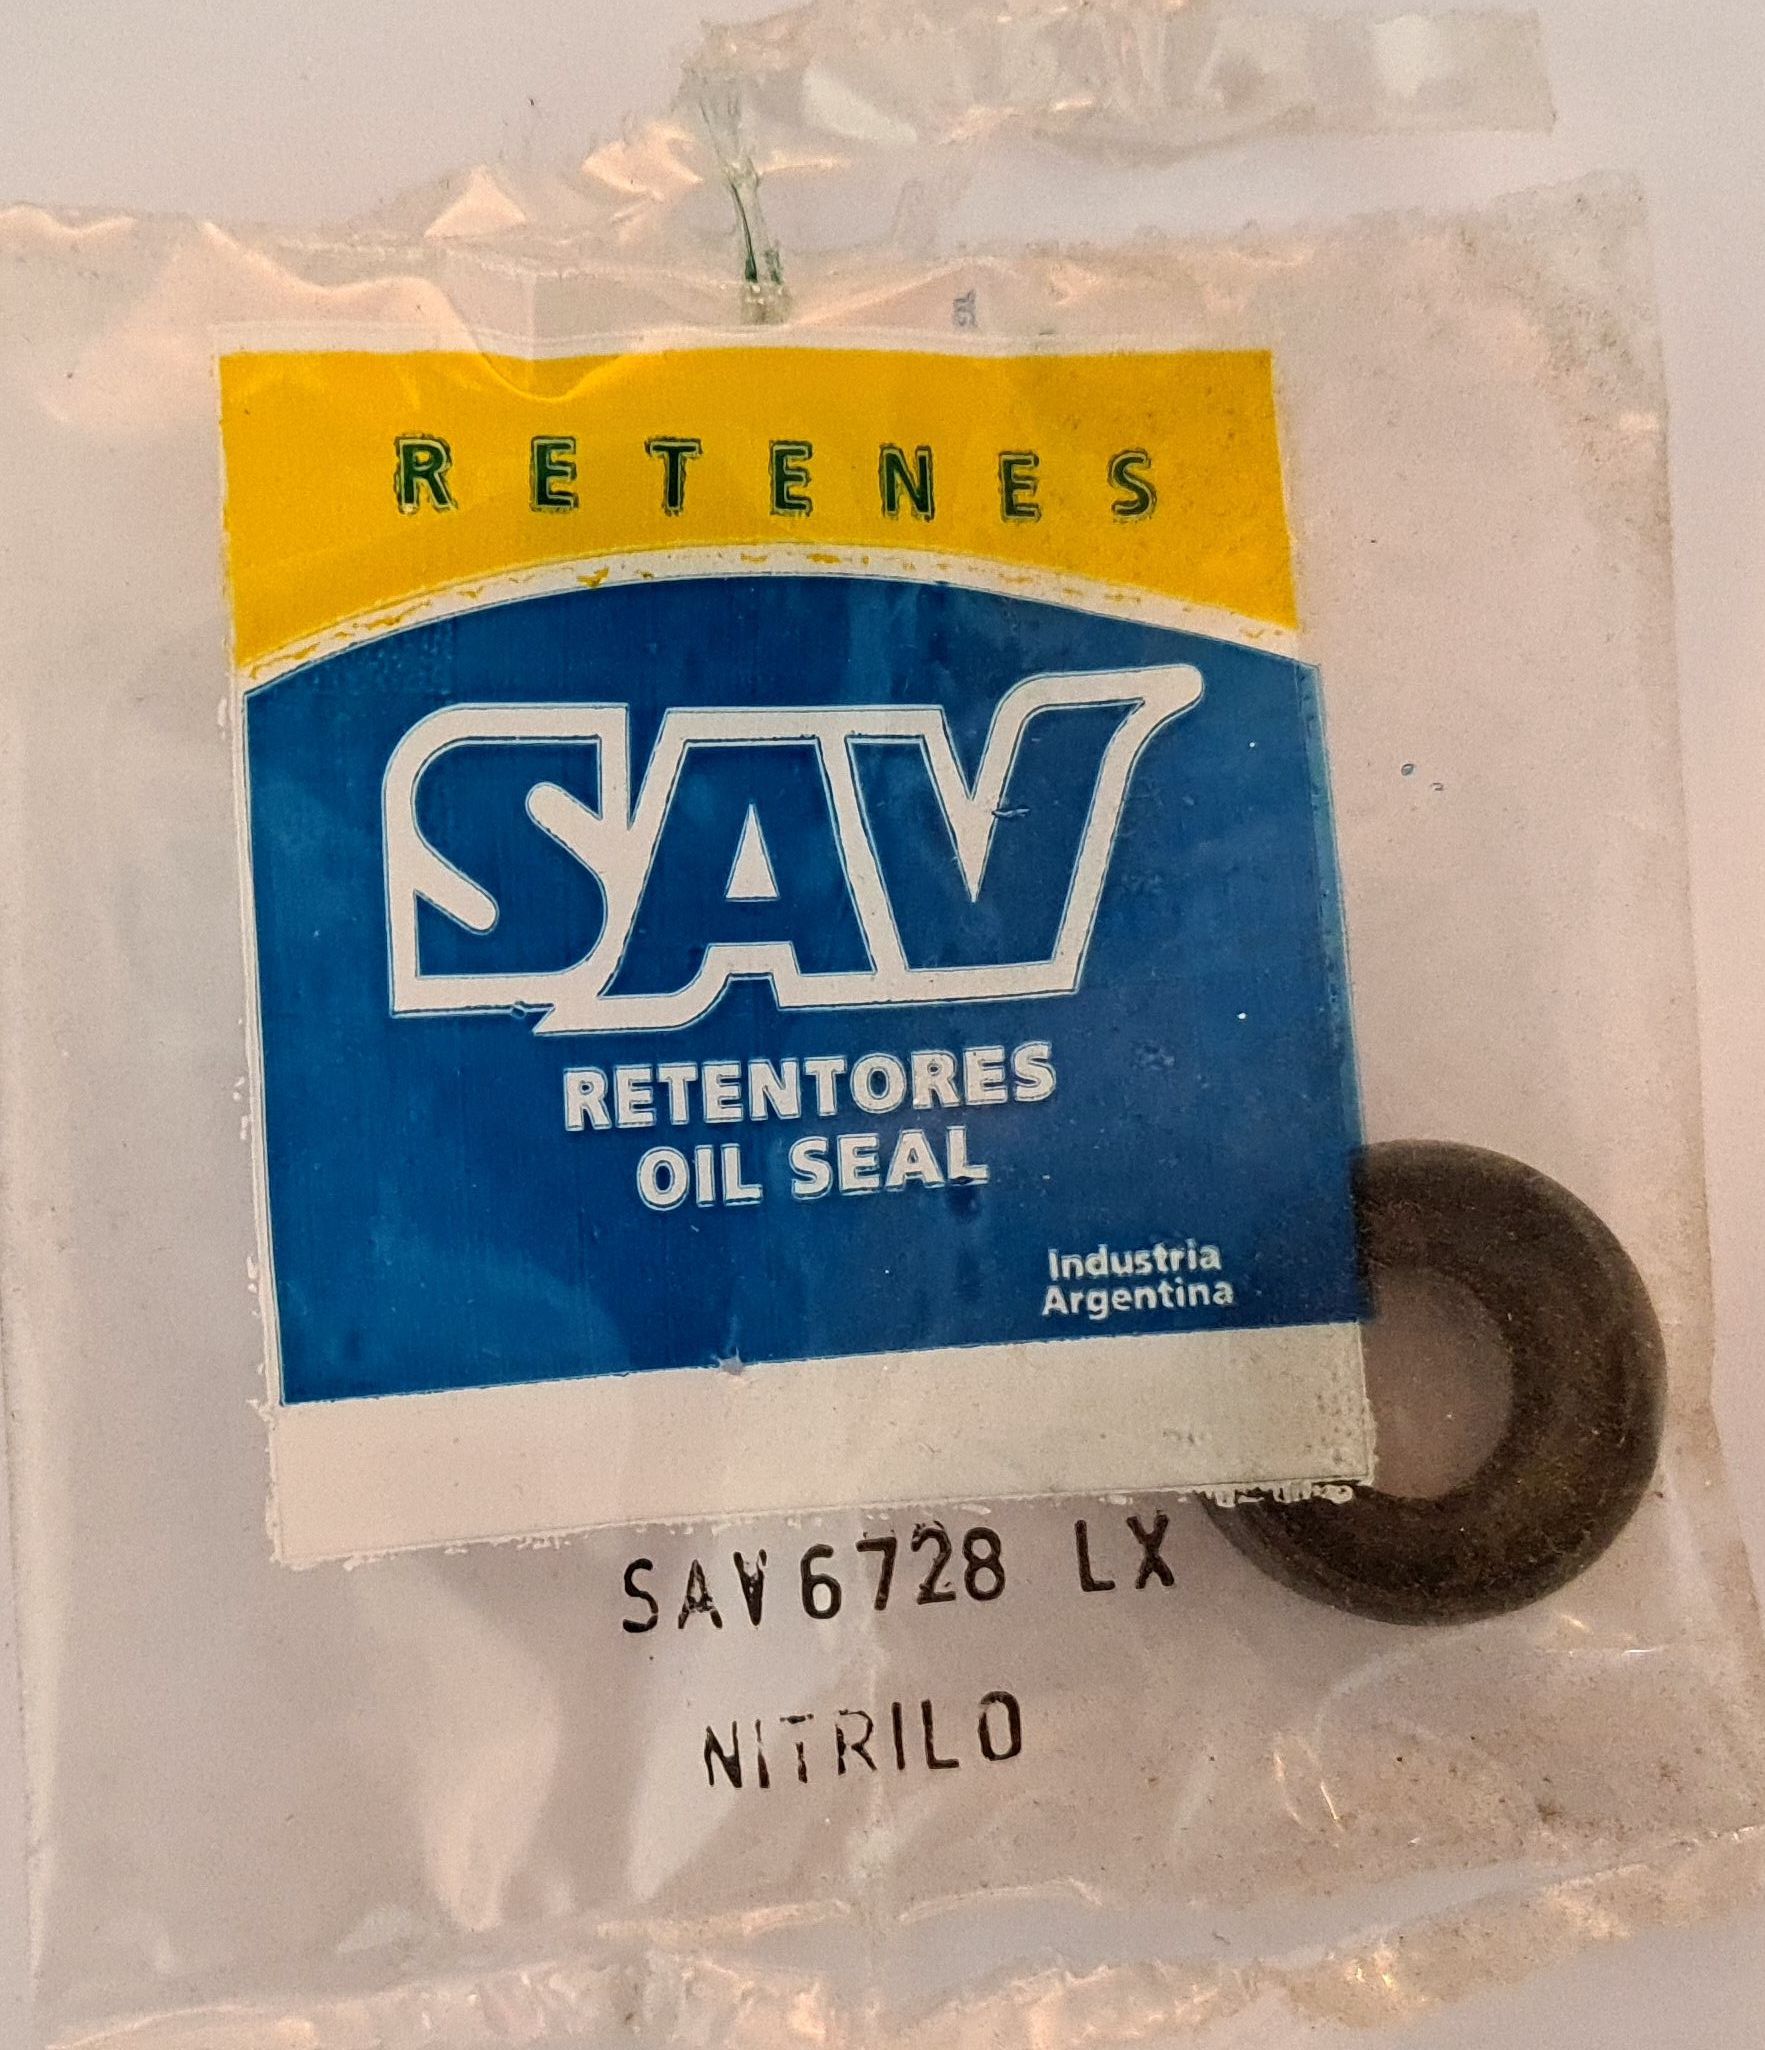 RETENES
SAV
RETENTORES
OIL SEAL
Industria
Argentina
SAV6728 LX
NITRILO